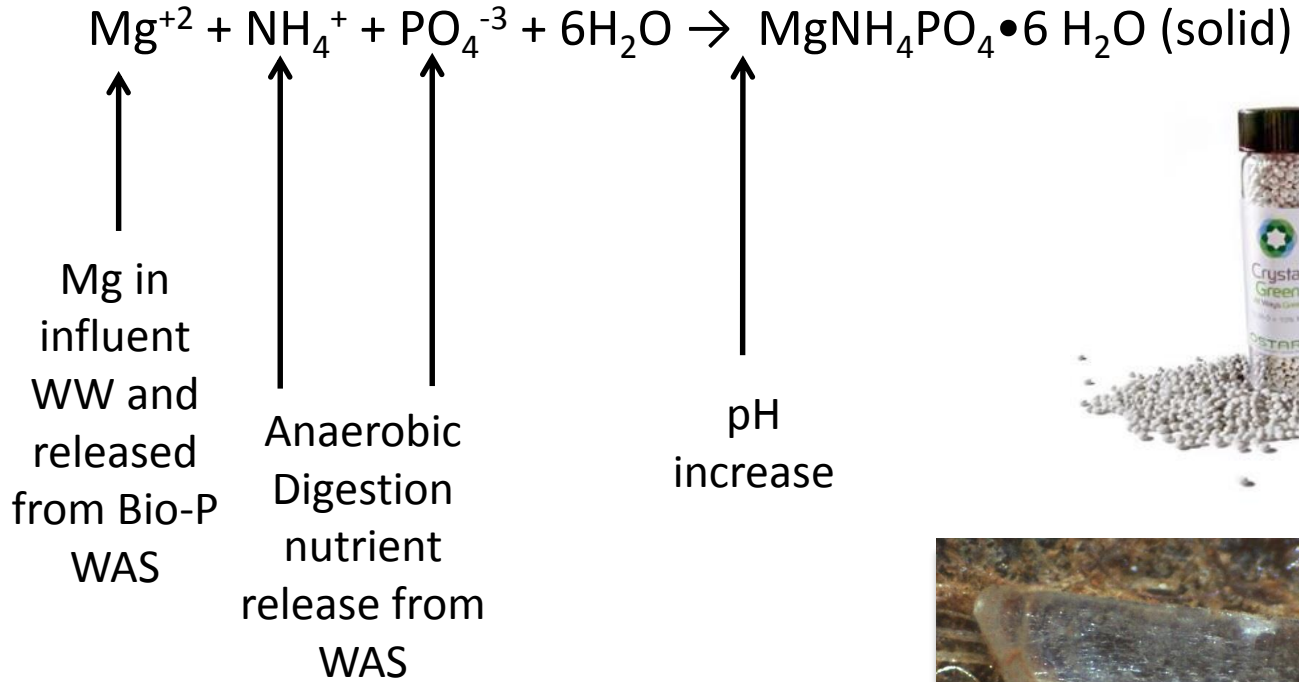 Mg⁺² + NH₄⁺ + PO₄⁻³ + 6H₂O → MgNH₄PO₄•6 H₂O (solid)
Mg in
influent
WW and
released
from Bio-P
WAS
Anaerobic
Digestion
nutrient
release from
WAS
pH
increase
Green